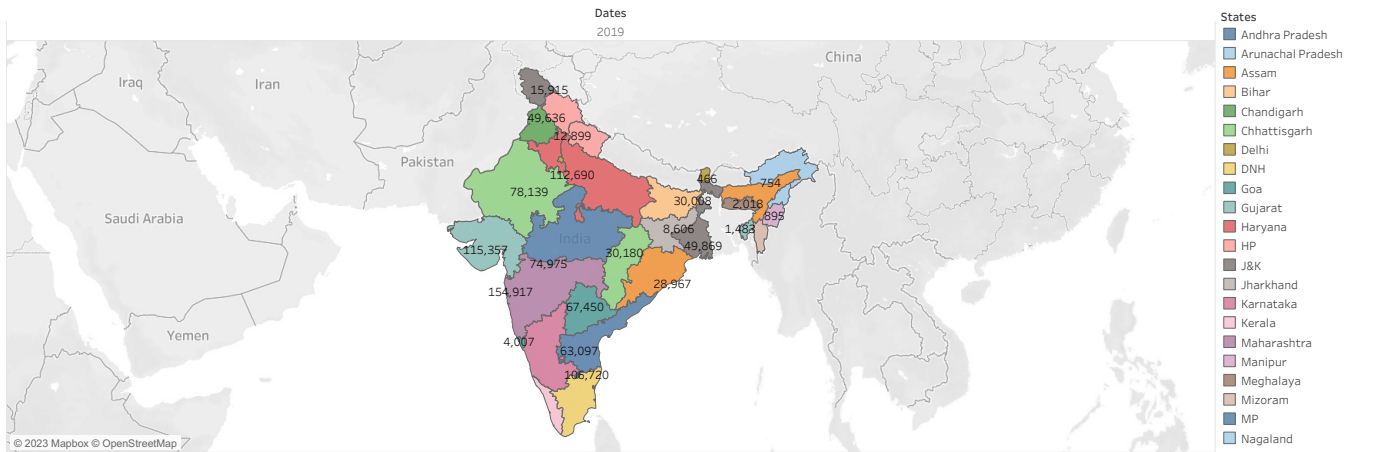 Dates
2019
States
Andhra Pradesh
Arunachal Pradesh
Assam
Bihar
Chandigarh
Chhattisgarh
Delhi
DNH
Goa
Gujarat
Haryana
HP
J&K
Jharkhand
Karnataka
Kerala
Maharashtra
Manipur
Meghalaya
Mizoram
MP
Nagaland
China
Iraq
Iran
Pakistan
Saudi Arabia
Yemen
India
15,915
49,636
12,899
112,690
78,139
466
754
30,008
2,018
895
8,606
1,483
49,869
115,357
30,180
74,975
28,967
154,917
67,450
4,007
63,097
106,720
© 2023 Mapbox © OpenStreetMap